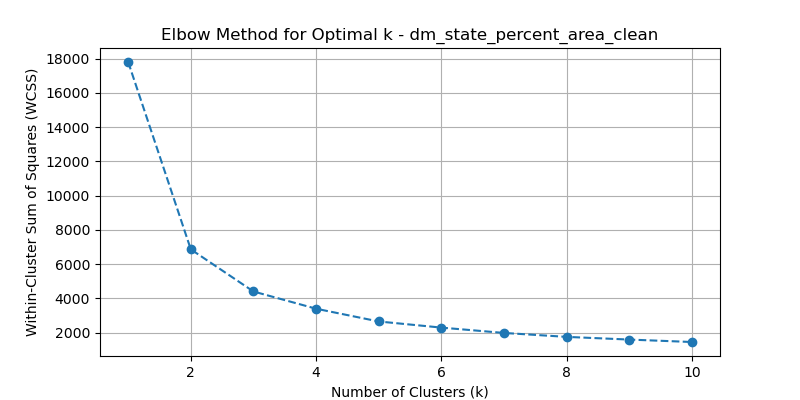 Elbow Method for Optimal k - dm_state_percent_area_clean
Within-Cluster Sum of Squares (WCSS)
18000
16000
14000
12000
10000
8000
6000
4000
2000
2 4 6 8 10
Number of Clusters (k)